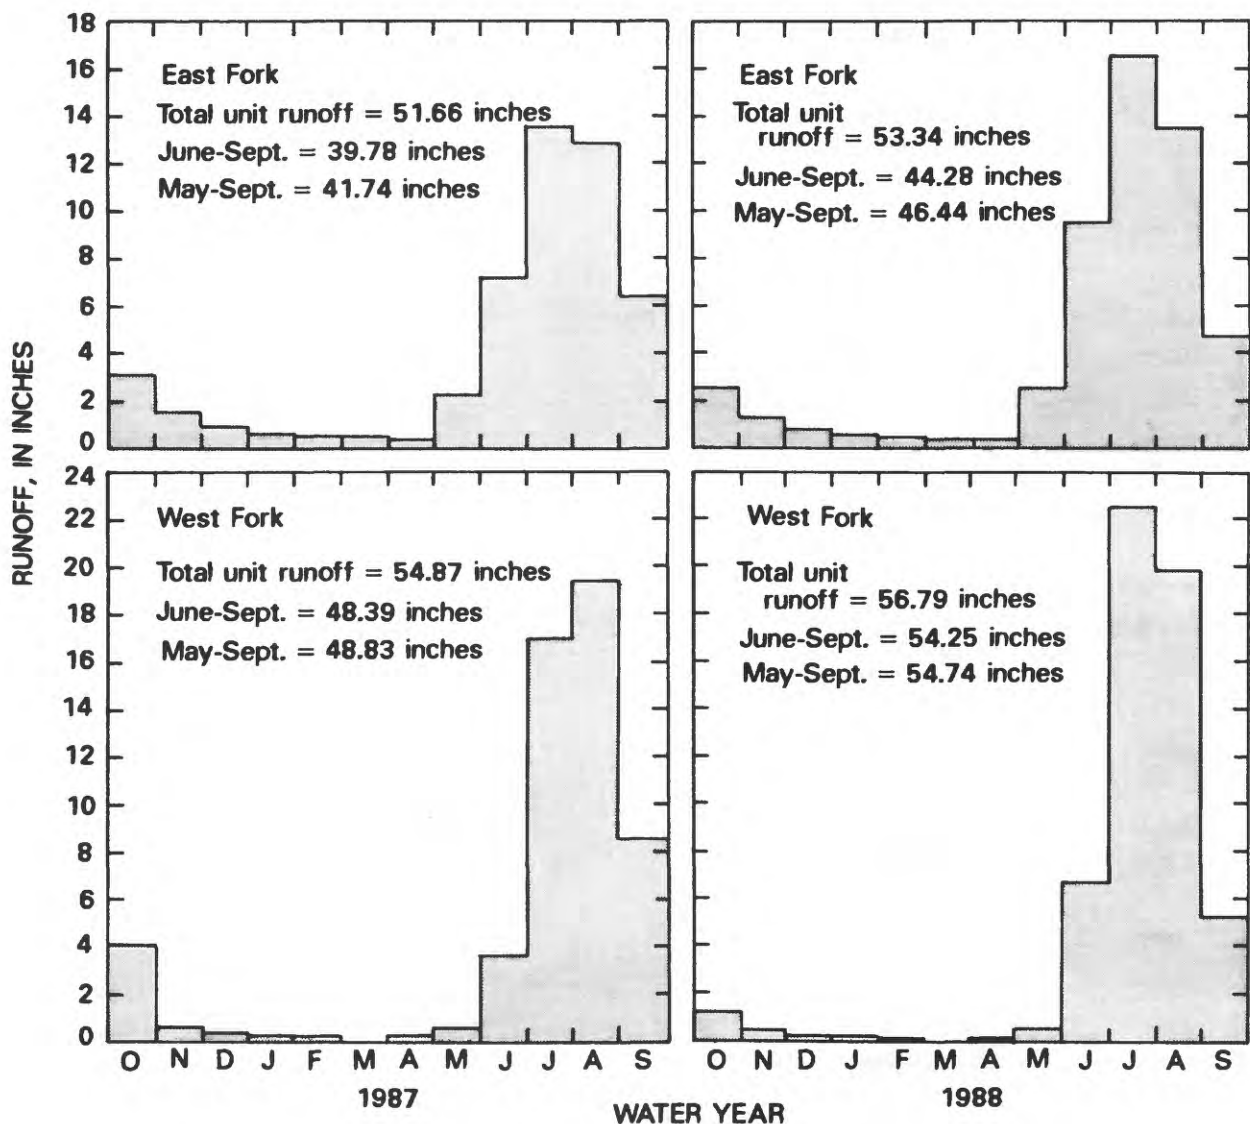 RUNOFF, IN INCHES
18
16
14
12
10
8
6
4
2
0
East Fork
Total unit runoff = 51.66 inches
June-Sept. = 39.78 inches
May-Sept. = 41.74 inches
East Fork
Total unit
runoff = 53.34 inches
June-Sept. = 44.28 inches
May-Sept. = 46.44 inches
24
22
20
18
16
14
12
10
8
6
4
2
0
West Fork
Total unit runoff = 54.87 inches
June-Sept. = 48.39 inches
May-Sept. = 48.83 inches
West Fork
Total unit
runoff = 56.79 inches
June-Sept. = 54.25 inches
May-Sept. = 54.74 inches
O N D J F M A M J J A S
O N D J F M A M J J A S
1987
1988
WATER YEAR